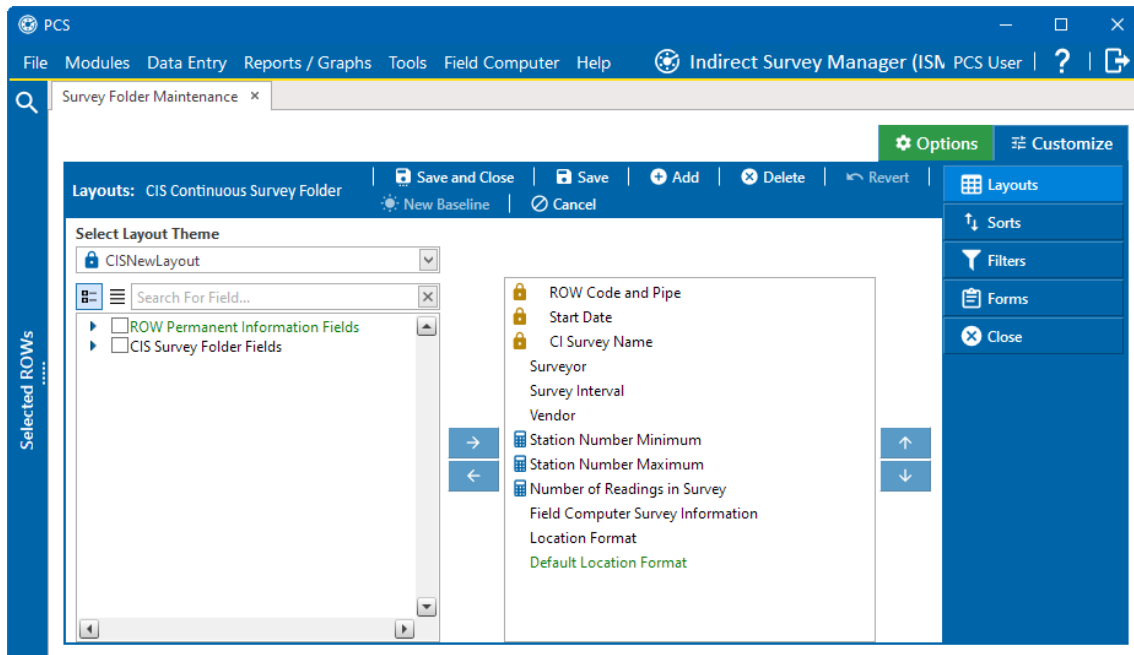 PCS
File Modules Data Entry Reports / Graphs Tools Field Computer Help Indirect Survey Manager (ISM PCS User ?
Survey Folder Maintenance
Options Customize
Layouts: CIS Continuous Survey Folder
Save and Close Save Add Delete Revert
New Baseline Cancel
Layouts
Sorts
Filters
Forms
Close
Select Layout Theme
CISNewLayout
Search For Field...
ROW Permanent Information Fields
CIS Survey Folder Fields
ROW Code and Pipe
Start Date
CI Survey Name
Surveyor
Survey Interval
Vendor
Station Number Minimum
Station Number Maximum
Number of Readings in Survey
Field Computer Survey Information
Location Format
Default Location Format
Selected ROWs